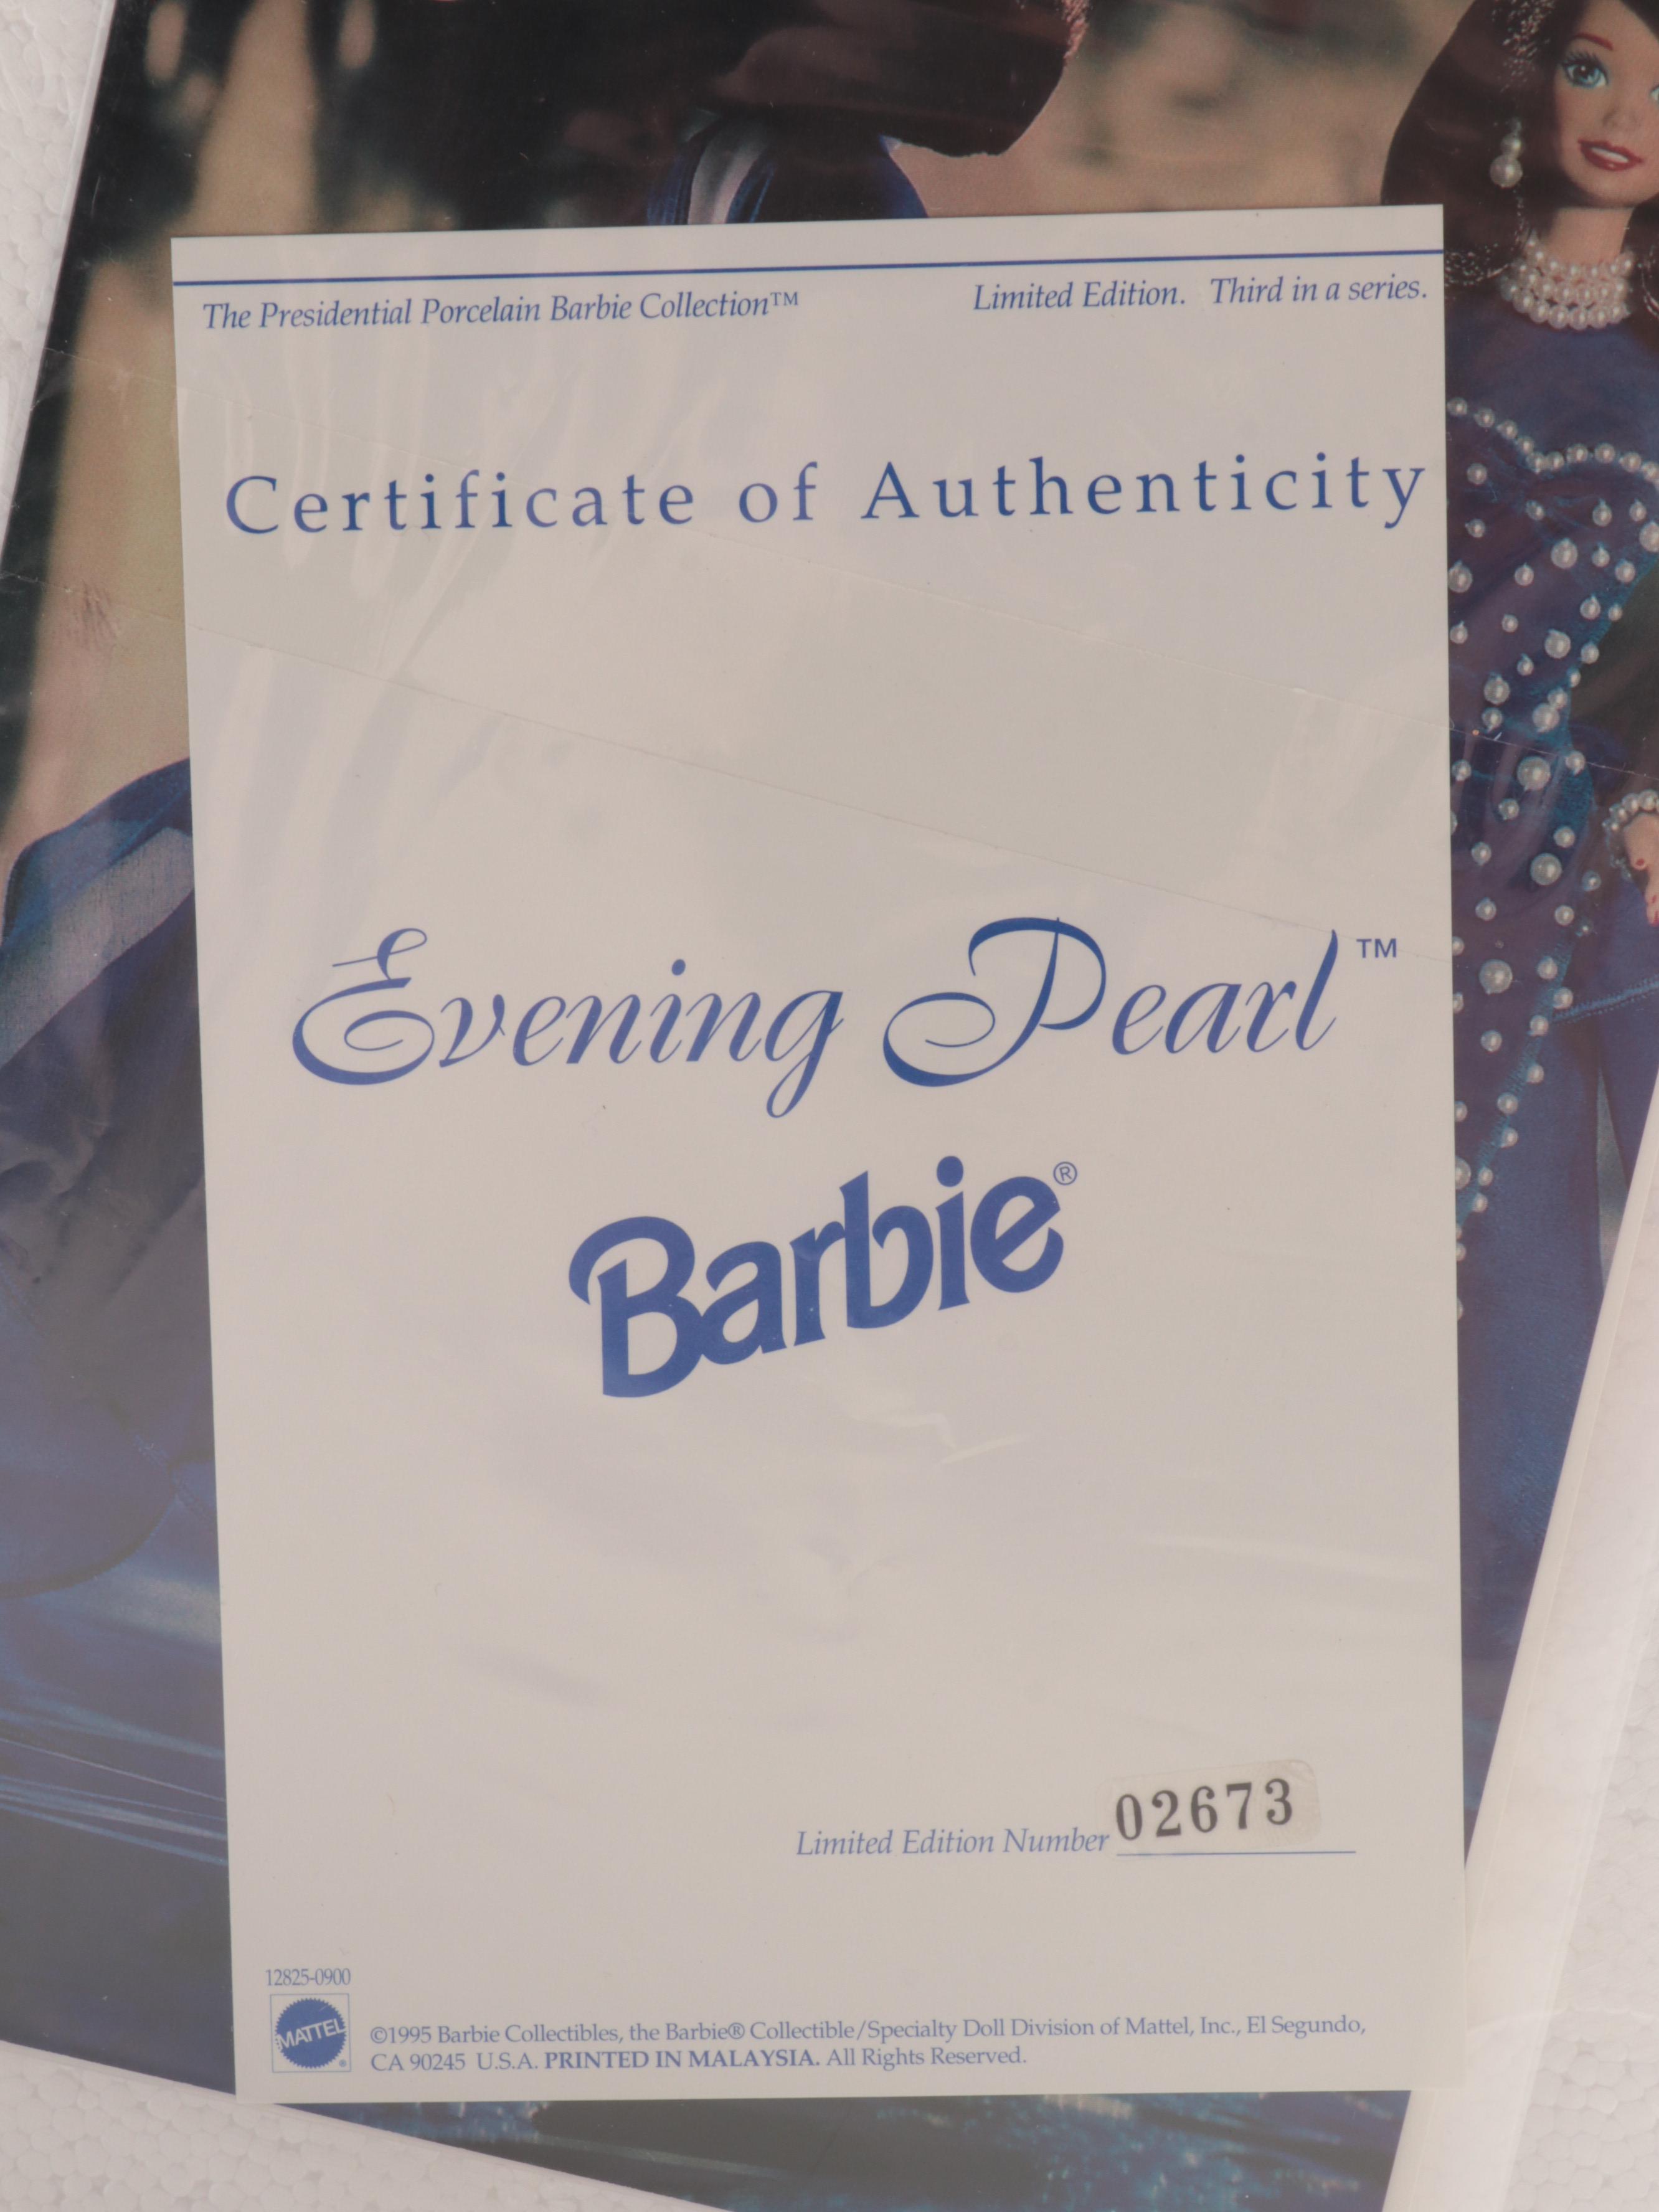 The Presidential Porcelain Barbie Collection™ Limited Edition. Third in a series.
Certificate of Authenticity
Evening Pearl™
Barbie®
Limited Edition Number 02673
12825-0900
MATTEL®
©1995 Barbie Collectibles, the Barbie® Collectible/Specialty Doll Division of Mattel, Inc., El Segundo,
CA 90245 U.S.A. PRINTED IN MALAYSIA. All Rights Reserved.